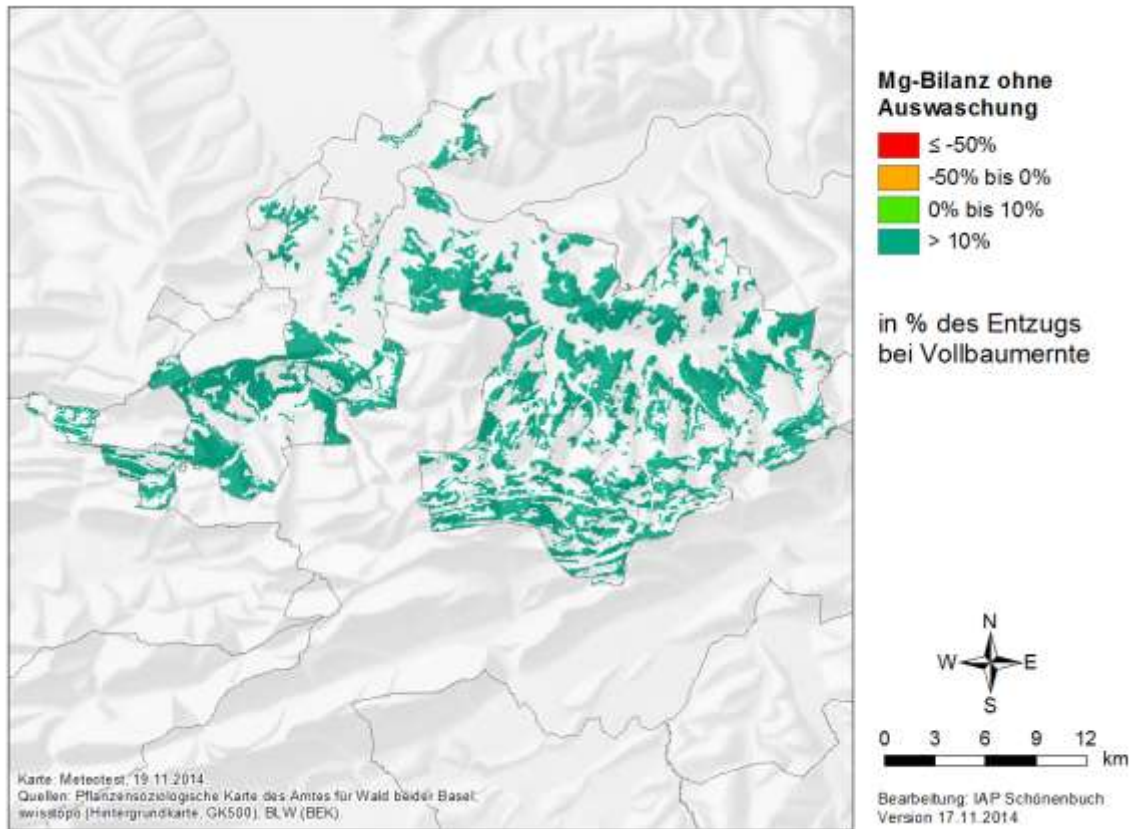 Mg-Bilanz ohne
Auswaschung
≤ -50%
-50% bis 0%
0% bis 10%
> 10%
in % des Entzugs
bei Vollbaumernte
N
W E
S
0 3 6 9 12
km
Karte: Meteotest, 19.11.2014
Quellen: Pflanzensoziologische Karte des Amtes für Wald beider Basel;
swisstopo (Hintergrundkarte, GK500), BLW (BEK)
Bearbeitung: IAP Schönenbuch
Version 17.11.2014